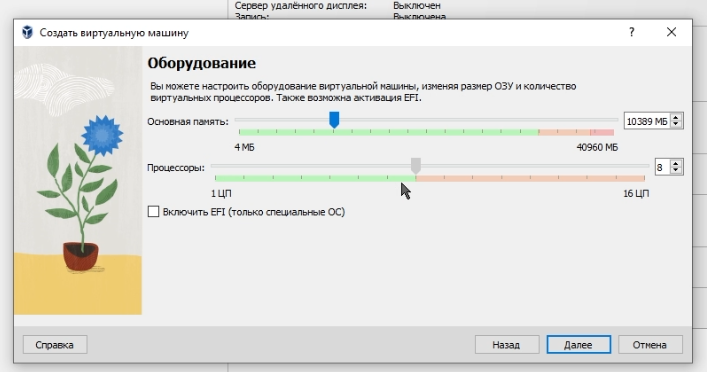 Сервер удалённого дисплея: Выключен
Запись: Выключена
Создать виртуальную машину
Оборудование
Вы можете настроить оборудование виртуальной машины, изменяя размер ОЗУ и количество
виртуальных процессоров. Также возможна активация EFI.
Основная память: 10389 МБ
4 МБ 40960 МБ
Процессоры: 8
1 ЦП 16 ЦП
Включить EFI (только специальные ОС)
Справка Назад Далее Отмена